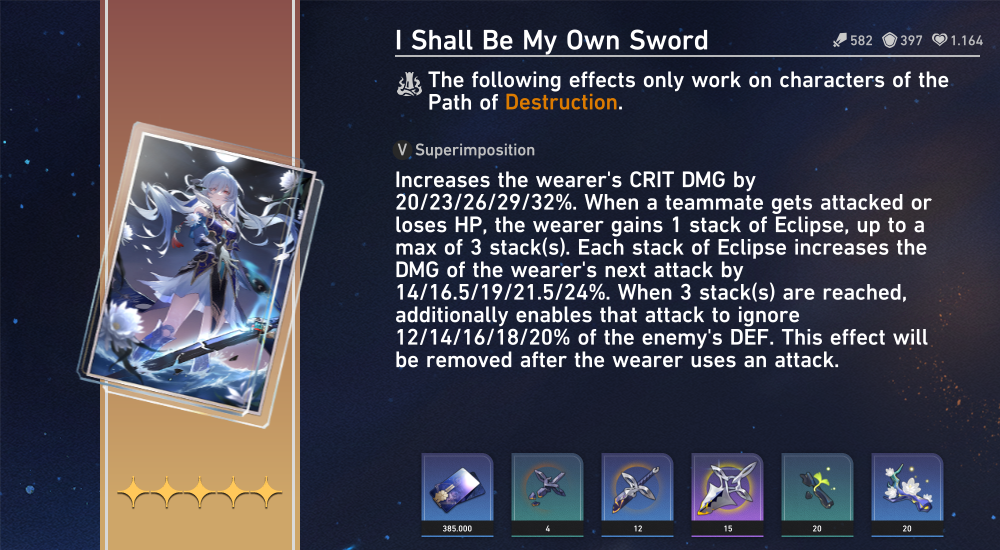 I Shall Be My Own Sword
582 397 1.164
The following effects only work on characters of the
Path of Destruction.
V Superimposition
Increases the wearer's CRIT DMG by
20/23/26/29/32%. When a teammate gets attacked or
loses HP, the wearer gains 1 stack of Eclipse, up to a
max of 3 stack(s). Each stack of Eclipse increases the
DMG of the wearer's next attack by
14/16.5/19/21.5/24%. When 3 stack(s) are reached,
additionally enables that attack to ignore
12/14/16/18/20% of the enemy's DEF. This effect will
be removed after the wearer uses an attack.
385.000 4 12 15 20 20